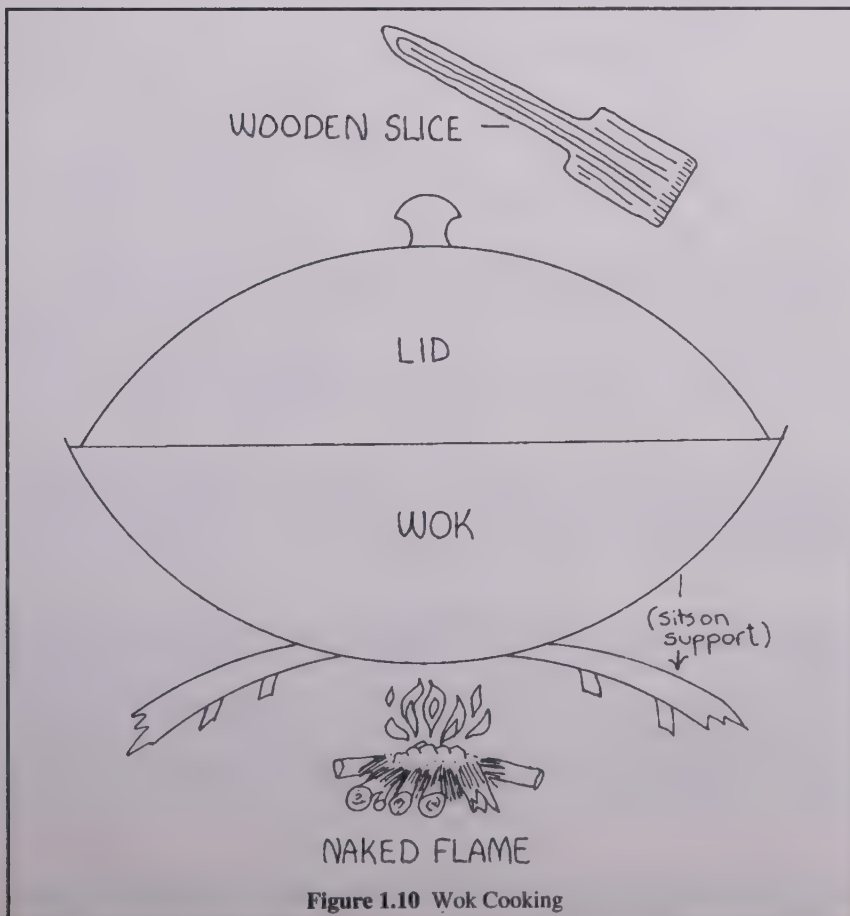 WOODEN SLICE
LID
WOK
(sits on
support)
NAKED FLAME
Figure 1.10 Wok Cooking